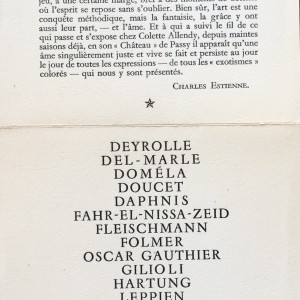 jeu, à une certaine marge, bref à des moments
où l'esprit se repose sans s'oublier. Bien sûr, l'art est une
conquête méthodique, mais la fantaisie, la grâce y ont
aussi leur part, — et l'âme. Et à qui a suivi le fil de ce
qui passe et s'expose chez Colette Allendy, depuis maintes
saisons déjà, en son « Château » de Passy il apparaît qu'une
âme singulièrement juste et vive se fait et persiste au jour
le jour de toutes les expressions — de tous les « exotismes »
colorés — qui nous y sont présentés.
CHARLES ESTIENNE.
DEYROLLE
DEL-MARLE
DOMÉLA
DOUCET
DAPHNIS
FAHR-EL-NISSA-ZEID
FLEISCHMANN
FOLMER
OSCAR GAUTHIER
GILIOLI
HARTUNG
LEPPIEN